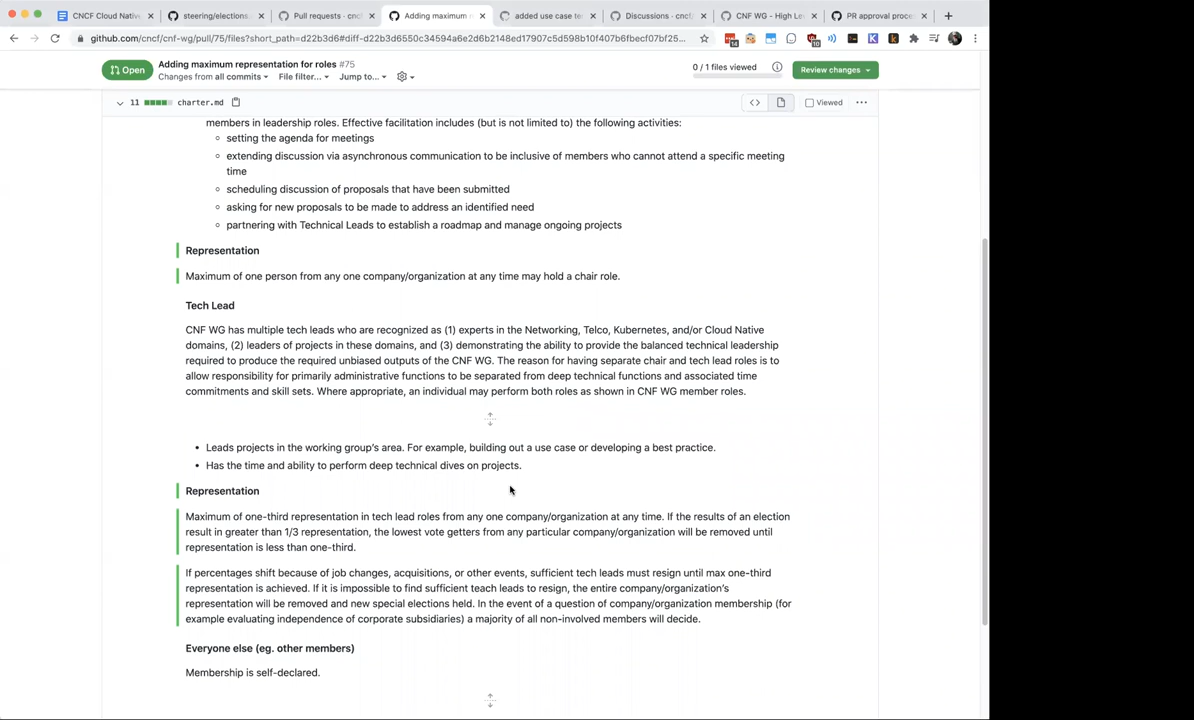 CNCF Cloud Nativ
steering/elections.
Pull requests · cncf
Adding maximum
added use case te
Discussions · cncf
CNF WG - High Le
PR approval proce
github.com/cncf/cnf-wg/pull/75/files?short_path=d22b3d6#diff-d22b3d6550c34594a6e2d6b2148ed17907c5d598b10f407b6fbecf07bf25...
14
10
Open
Adding maximum representation for roles #75
Changes from all commits
File filter...
Jump to...
0 / 1 files viewed
Review changes
11
charter.md
Viewed
members in leadership roles. Effective facilitation includes (but is not limited to) the following activities:
setting the agenda for meetings
extending discussion via asynchronous communication to be inclusive of members who cannot attend a specific meeting
time
scheduling discussion of proposals that have been submitted
asking for new proposals to be made to address an identified need
partnering with Technical Leads to establish a roadmap and manage ongoing projects
Representation
Maximum of one person from any one company/organization at any time may hold a chair role.
Tech Lead
CNF WG has multiple tech leads who are recognized as (1) experts in the Networking, Telco, Kubernetes, and/or Cloud Native
domains, (2) leaders of projects in these domains, and (3) demonstrating the ability to provide the balanced technical leadership
required to produce the required unbiased outputs of the CNF WG. The reason for having separate chair and tech lead roles is to
allow responsibility for primarily administrative functions to be separated from deep technical functions and associated time
commitments and skill sets. Where appropriate, an individual may perform both roles as shown in CNF WG member roles.
Leads projects in the working group's area. For example, building out a use case or developing a best practice.
Has the time and ability to perform deep technical dives on projects.
Representation
Maximum of one-third representation in tech lead roles from any one company/organization at any time. If the results of an election
result in greater than 1/3 representation, the lowest vote getters from any particular company/organization will be removed until
representation is less than one-third.
If percentages shift because of job changes, acquisitions, or other events, sufficient tech leads must resign until max one-third
representation is achieved. If it is impossible to find sufficient teach leads to resign, the entire company/organization's
representation will be removed and new special elections held. In the event of a question of company/organization membership (for
example evaluating independence of corporate subsidiaries) a majority of all non-involved members will decide.
Everyone else (eg. other members)
Membership is self-declared.